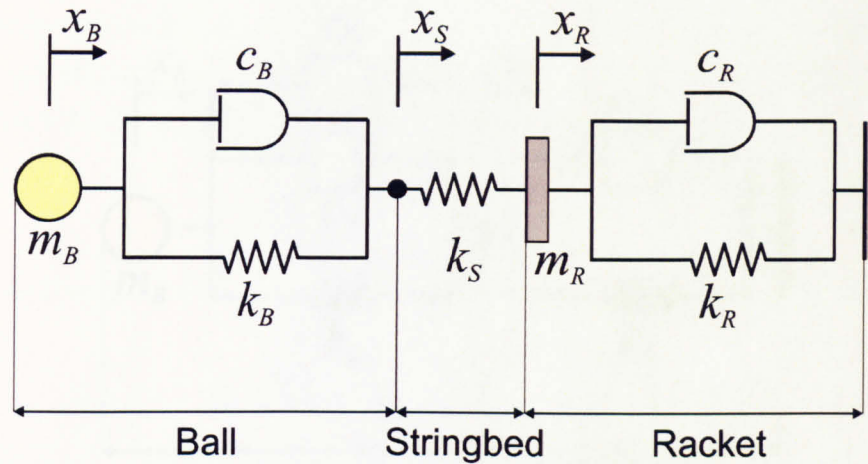 x_B x_S x_R
c_B c_R
m_B k_B k_S m_R k_R
Ball Stringbed Racket